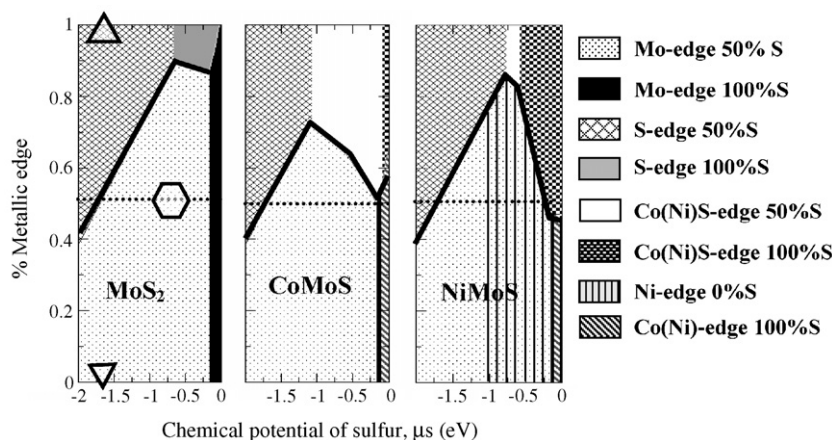 % Metallic edge
1
0.8
0.6
0.4
0.2
0
MoS₂
CoMoS
NiMoS
-2 -1.5 -1 -0.5 0
-1.5 -1 -0.5 0
-1.5 -1 -0.5 0
Chemical potential of sulfur, μs (eV)
Mo-edge 50% S
Mo-edge 100%S
S-edge 50%S
S-edge 100%S
Co(Ni)S-edge 50%S
Co(Ni)S-edge 100%S
Ni-edge 0%S
Co(Ni)-edge 100%S